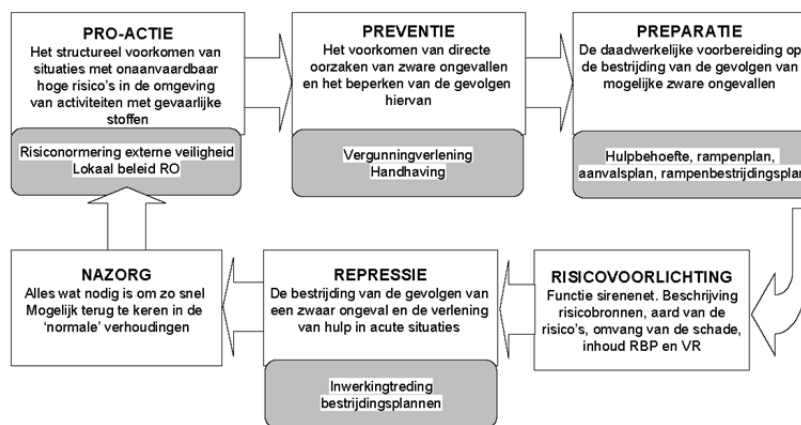 PRO-ACTIE
Het structureel voorkomen van
situaties met onaanvaardbaar
hoge risico's in de omgeving
van activiteiten met gevaarlijke
stoffen
Risiconormering externe veiligheid
Lokaal beleid RO
PREVENTIE
Het voorkomen van directe
oorzaken van zware ongevallen
en het beperken van de gevolgen
hiervan
Vergunningverlening
Handhaving
PREPARATIE
De daadwerkelijke voorbereiding op
de bestrijding van de gevolgen van
mogelijke zware ongevallen
Hulpbehoefte, rampenplan,
aanvalsplan, rampenbestrijdingsplan
NAZORG
Alles wat nodig is om zo snel
Mogelijk terug te keren in de
‘normale’ verhoudingen
REPRESSIE
De bestrijding van de gevolgen van
een zwaar ongeval en de verlening
van hulp in acute situaties
Inwerkingtreding
bestrijdingsplannen
RISICOVOORLICHTING
Functie sirenenet. Beschrijving
risicobronnen, aard van de
risico's, omvang van de schade,
inhoud RBP en VR